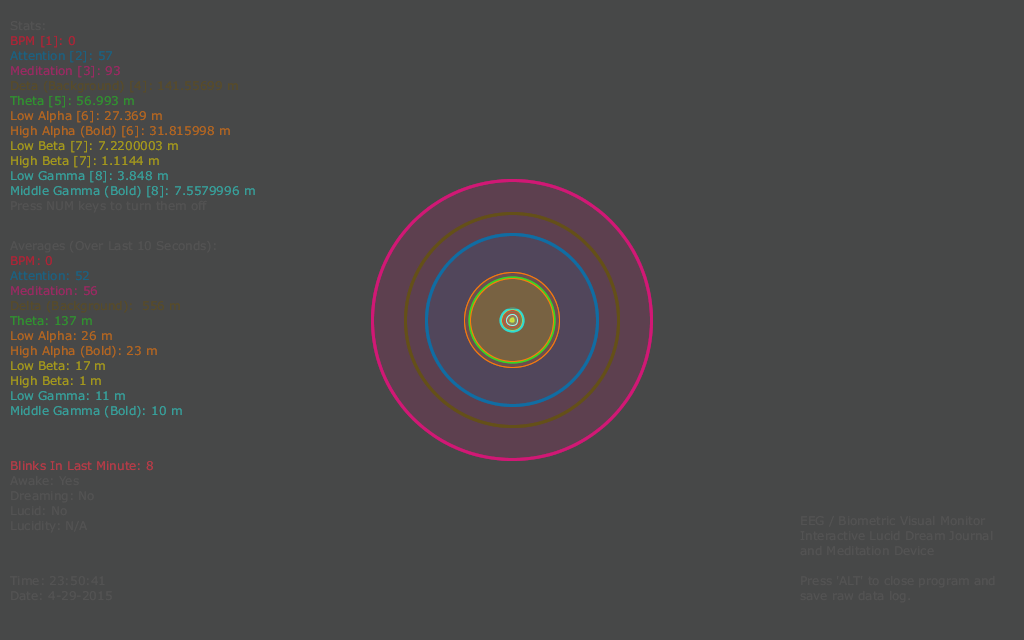 Stats:
BPM [1]: 0
Attention [2]: 57
Meditation [3]: 93
Theta [5]: 56.993 m
Low Alpha [6]: 27.369 m
High Alpha (Bold) [6]: 31.815998 m
Low Beta [7]: 7.2200003 m
High Beta [7]: 1.1144 m
Low Gamma [8]: 3.848 m
Middle Gamma (Bold) [8]: 7.5579996 m
Press NUM keys to turn them off
Averages (Over Last 10 Seconds):
BPM: 0
Attention: 52
Meditation: 56
Theta: 137 m
Low Alpha: 26 m
High Alpha (Bold): 23 m
Low Beta: 17 m
High Beta: 1 m
Low Gamma: 11 m
Middle Gamma (Bold): 10 m
Blinks In Last Minute: 8
Awake: Yes
Dreaming: No
Lucid: No
Lucidity: N/A
Time: 23:50:41
Date: 4-29-2015
EEG / Biometric Visual Monitor
Interactive Lucid Dream Journal
and Meditation Device
Press 'ALT' to close program and
save raw data log.